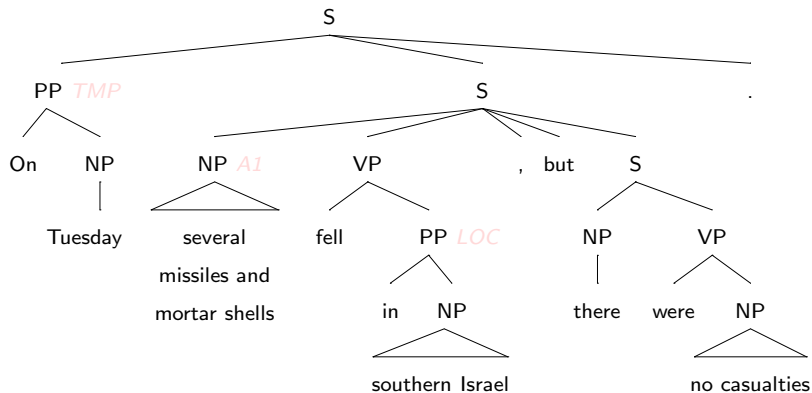 S
PP TMP S .
On NP NP A1 VP , but S
Tuesday several fell PP LOC NP VP
missiles and
mortar shells in NP there were NP
southern Israel no casualties